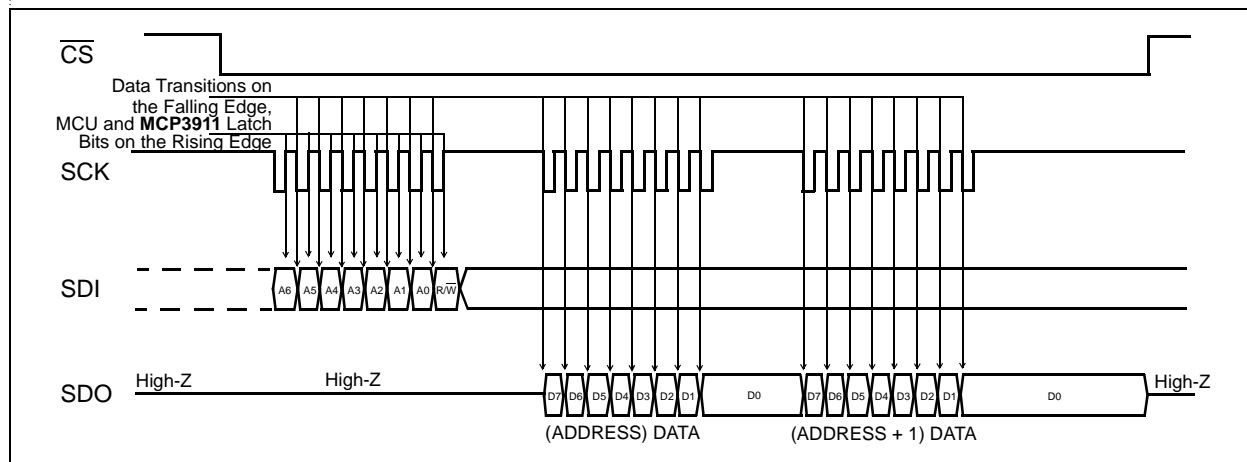 CS
Data Transitions on
the Falling Edge,
MCU and MCP3911 Latch
Bits on the Rising Edge
SCK
SDI
A6 A5 A4 A3 A2 A1 A0 R/W
SDO
High-Z High-Z D7 D6 D5 D4 D3 D2 D1 D0 D7 D6 D5 D4 D3 D2 D1 D0 High-Z
(ADDRESS) DATA (ADDRESS + 1) DATA